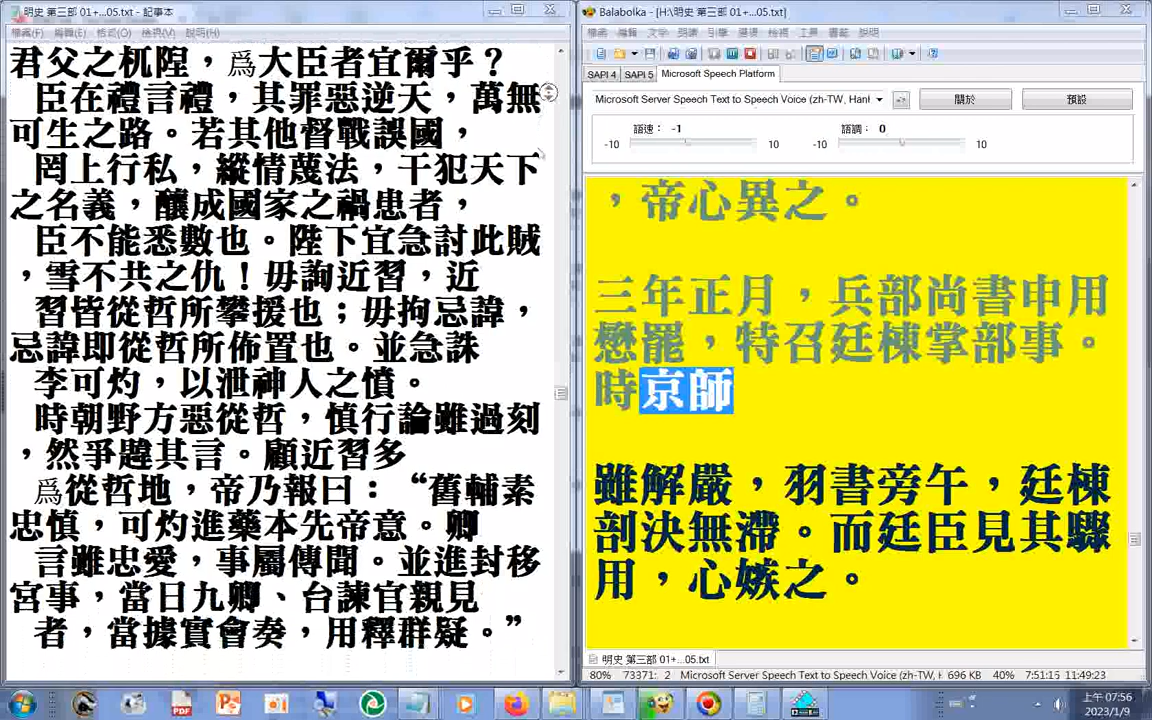 明史 第三部 01+...05.txt - 記事本
檔案(F) 編輯(E) 格式(O) 檢視(V) 說明(H)
君父之杌隉，爲大臣者宜爾乎？
臣在禮言禮，其罪惡逆天，萬無
可生之路。若其他督戰誤國，
罔上行私，縱情蔑法，干犯天下
之名義，釀成國家之禍患者，
臣不能悉數也。陛下宜急討此賊
，雪不共之仇！毋詢近習，近
習皆從哲所攀援也；毋拘忌諱，
忌諱即從哲所佈置也。並急誅
李可灼，以泄神人之憤。
時朝野方惡從哲，慎行論雖過刻
，然爭韙其言。顧近習多
爲從哲地，帝乃報曰：“舊輔素
忠慎，可灼進藥本先帝意。卿
言雖忠愛，事屬傳聞。並進封移
宮事，當日九卿、台諫官親見
者，當據實會奏，用釋群疑。”
Balabolka - [H:\明史 第三部 01+...05.txt]
SAPI 4 SAPI 5 Microsoft Speech Platform
Microsoft Server Speech Text to Speech Voice (zh-TW, Hanl
關於 預設
語速： -1 語調： 0
-10 10 -10 10
，帝心異之。
三年正月，兵部尚書申用
懋罷，特召廷棟掌部事。
時京師
雖解嚴，羽書旁午，廷棟
剖決無滯。而廷臣見其驟
用，心嫉之。
明史 第三部 01+...05.txt
80% 73371: 2 Microsoft Server Speech Text to Speech Voice (zh-TW, H 696 KB 40% 7:51:15 11:49:23
上午 07:56
2023/1/9